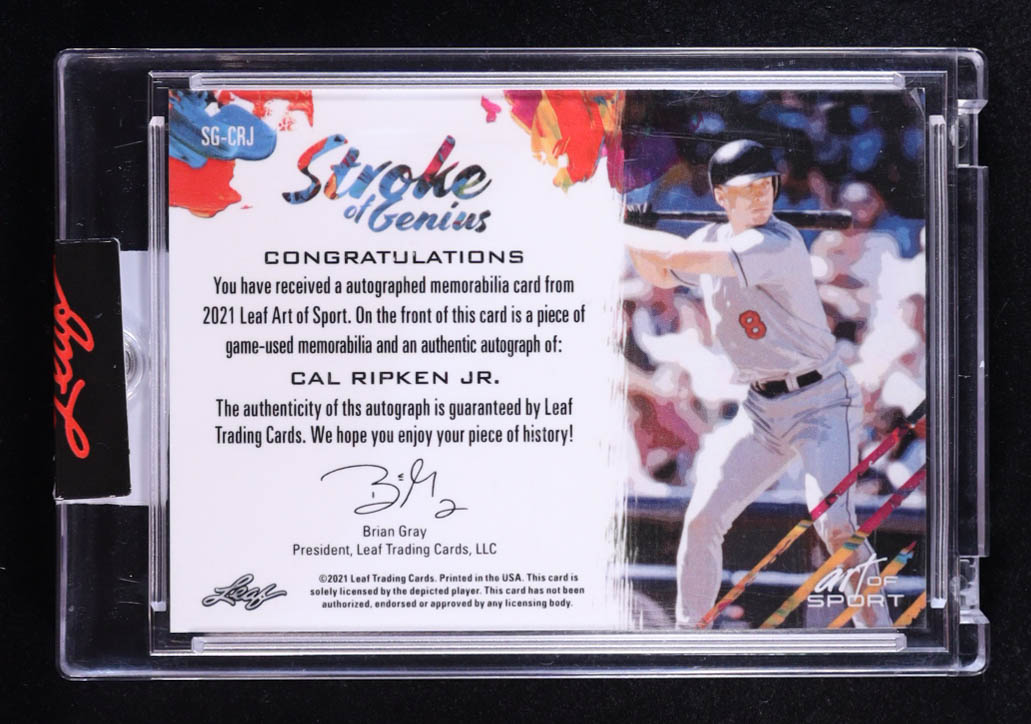 SG-CRJ
Stroke
of Genius
CONGRATULATIONS
You have received a autographed memorabilia card from
2021 Leaf Art of Sport. On the front of this card is a piece of
game-used memorabilia and an authentic autograph of:
CAL RIPKEN JR.
The authenticity of ths autograph is guaranteed by Leaf
Trading Cards. We hope you enjoy your piece of history!
Brian Gray
President, Leaf Trading Cards, LLC
Leaf
©2021 Leaf Trading Cards. Printed in the USA. This card is
solely licensed by the depicted player. This card has not been
authorized, endorsed or approved by any licensing body.
8
art OF
SPORT
Leaf